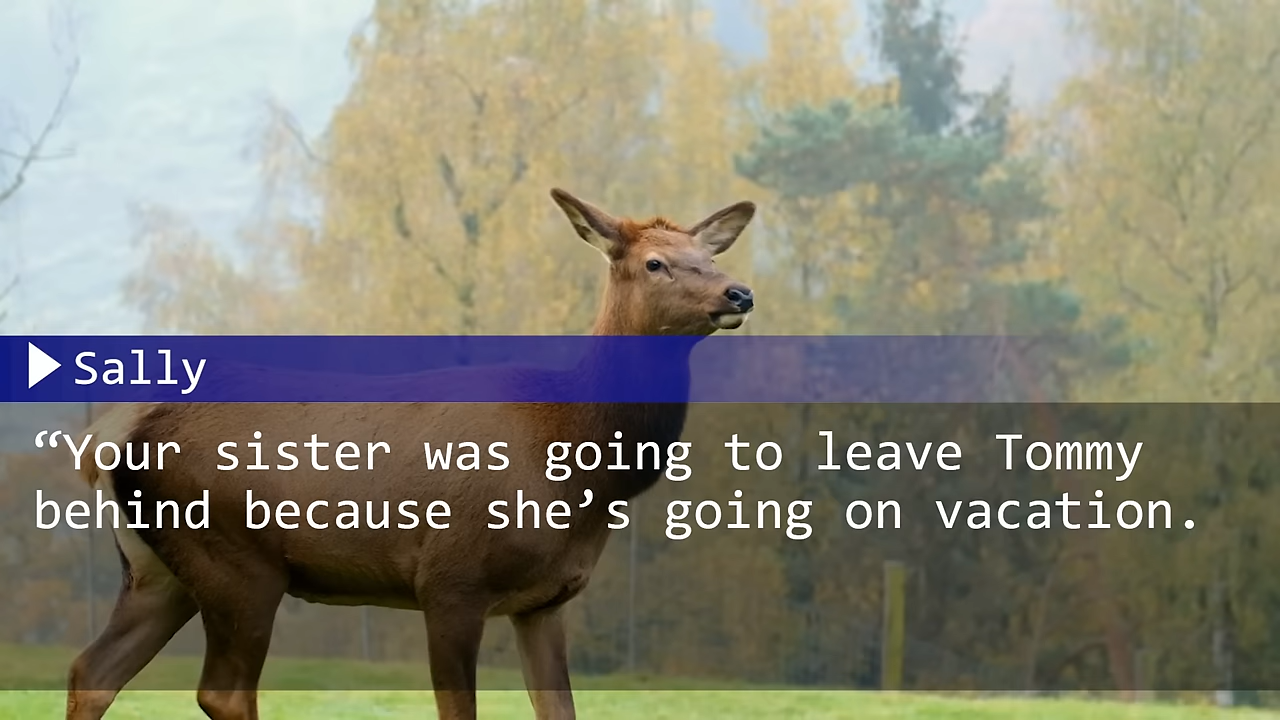 Sally
“Your sister was going to leave Tommy
behind because she’s going on vacation.